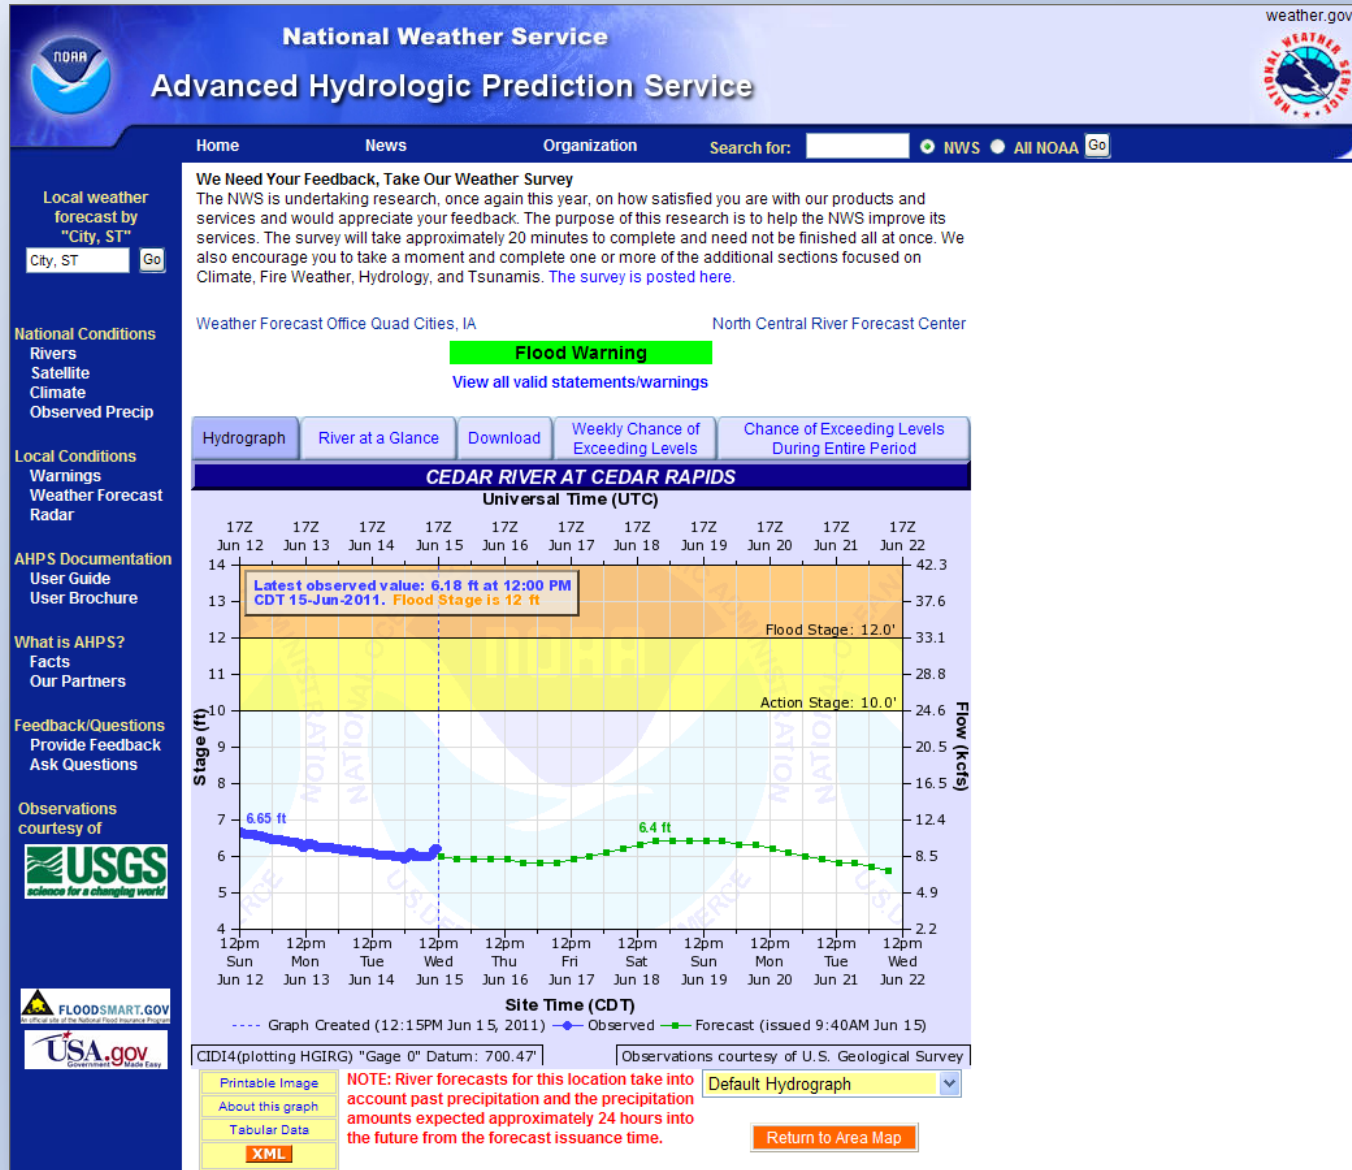 weather.gov
NOAA
National Weather Service
Advanced Hydrologic Prediction Service
NATIONAL WEATHER SERVICE
Home News Organization Search for: NWS All NOAA Go
Local weather
forecast by
"City, ST"
City, ST Go
National Conditions
Rivers
Satellite
Climate
Observed Precip
Local Conditions
Warnings
Weather Forecast
Radar
AHPS Documentation
User Guide
User Brochure
What is AHPS?
Facts
Our Partners
Feedback/Questions
Provide Feedback
Ask Questions
Observations
courtesy of
USGS
science for a changing world
FLOODSMART.GOV
An official site of the National Flood Insurance Program
USA.gov
Government Made Easy
We Need Your Feedback, Take Our Weather Survey
The NWS is undertaking research, once again this year, on how satisfied you are with our products and
services and would appreciate your feedback. The purpose of this research is to help the NWS improve its
services. The survey will take approximately 20 minutes to complete and need not be finished all at once. We
also encourage you to take a moment and complete one or more of the additional sections focused on
Climate, Fire Weather, Hydrology, and Tsunamis. The survey is posted here.
Weather Forecast Office Quad Cities, IA North Central River Forecast Center
Flood Warning
View all valid statements/warnings
Hydrograph River at a Glance Download Weekly Chance of Exceeding Levels Chance of Exceeding Levels During Entire Period
CEDAR RIVER AT CEDAR RAPIDS
Universal Time (UTC)
17Z 17Z 17Z 17Z 17Z 17Z 17Z 17Z 17Z 17Z 17Z
Jun 12 Jun 13 Jun 14 Jun 15 Jun 16 Jun 17 Jun 18 Jun 19 Jun 20 Jun 21 Jun 22
14 42.3
Latest observed value: 6.18 ft at 12:00 PM
CDT 15-Jun-2011. Flood Stage is 12 ft
13 37.6
Flood Stage: 12.0'
12 33.1
11 28.8
Action Stage: 10.0'
10 24.6
Stage (ft)
Flow (kcfs)
9 20.5
8 16.5
7 12.4
6.65 ft
6.4 ft
6 8.5
5 4.9
4 2.2
12pm 12pm 12pm 12pm 12pm 12pm 12pm 12pm 12pm 12pm 12pm
Sun Mon Tue Wed Thu Fri Sat Sun Mon Tue Wed
Jun 12 Jun 13 Jun 14 Jun 15 Jun 16 Jun 17 Jun 18 Jun 19 Jun 20 Jun 21 Jun 22
Site Time (CDT)
Graph Created (12:15PM Jun 15, 2011) Observed Forecast (issued 9:40AM Jun 15)
CIDI4(plotting HGIRG) "Gage 0" Datum: 700.47' Observations courtesy of U.S. Geological Survey
Printable Image
About this graph
Tabular Data
XML
NOTE: River forecasts for this location take into
account past precipitation and the precipitation
amounts expected approximately 24 hours into
the future from the forecast issuance time.
Default Hydrograph
Return to Area Map